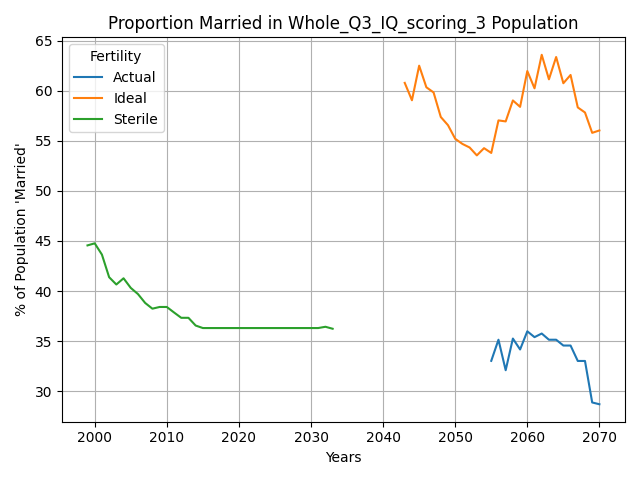 Proportion Married in Whole_Q3_IQ_scoring_3 Population
65
60
55
50
45
40
35
30
% of Population 'Married'
Fertility
Actual
Ideal
Sterile
2000 2010 2020 2030 2040 2050 2060 2070
Years